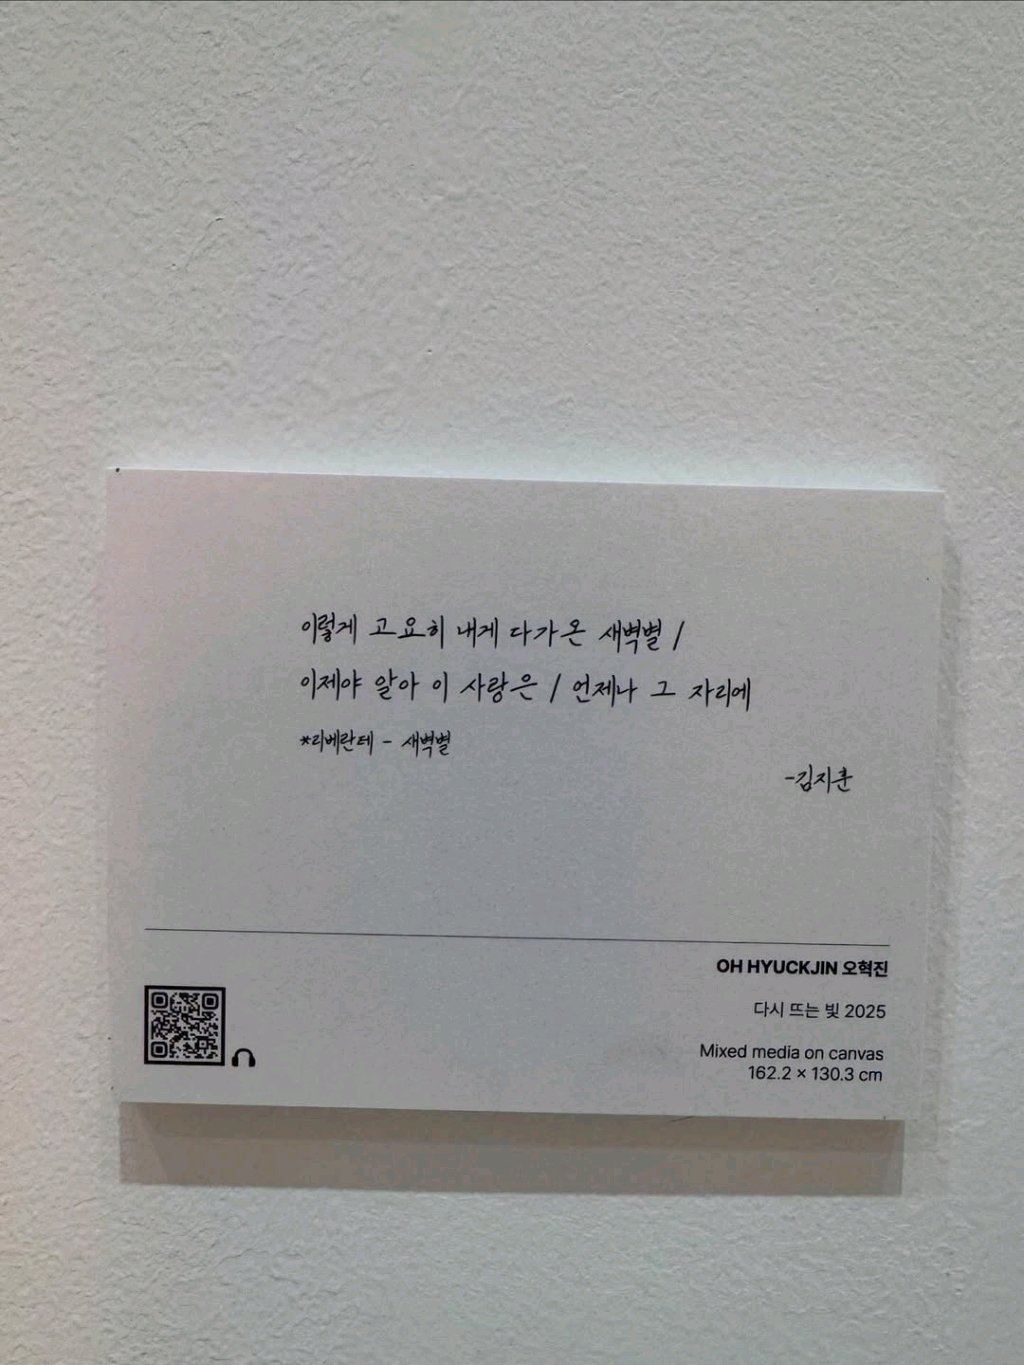 이렇게 고요히 내게 다가온 새벽별 /
이제야 알아 이 사랑은 / 언제나 그 자리에
*리베란테 - 새벽별
-김지훈
OH HYUCKJIN 오혁진
다시 뜨는 빛 2025
Mixed media on canvas
162.2 × 130.3 cm